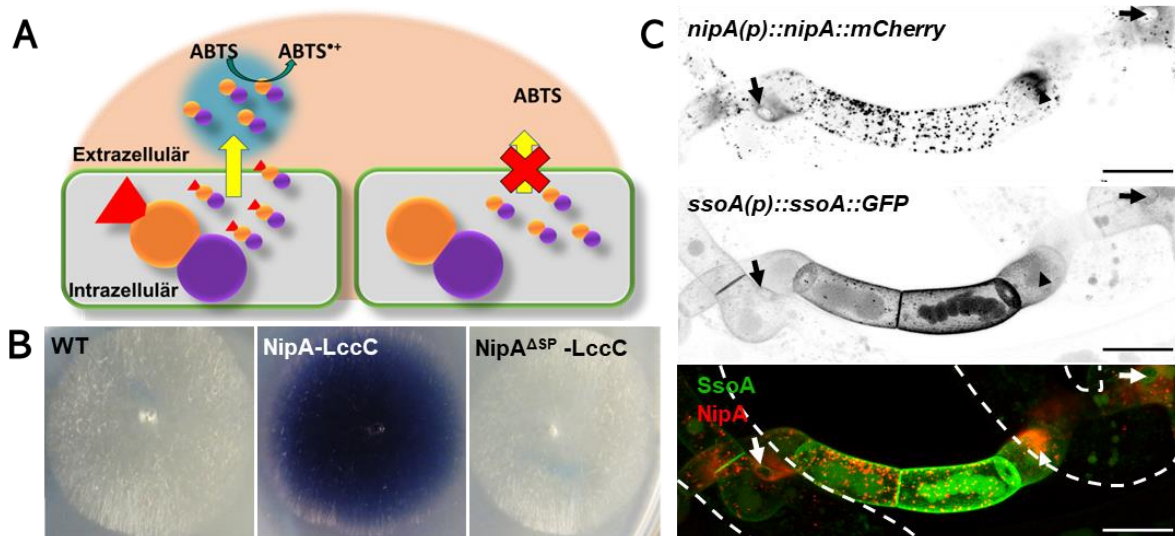 A
ABTS ABTS•+
ABTS
Extrazellulär
Intrazellulär
B
WT
NipA-LccC
NipAΔSP -LccC
C
nipA(p)::nipA::mCherry
ssoA(p)::ssoA::GFP
SsoA
NipA